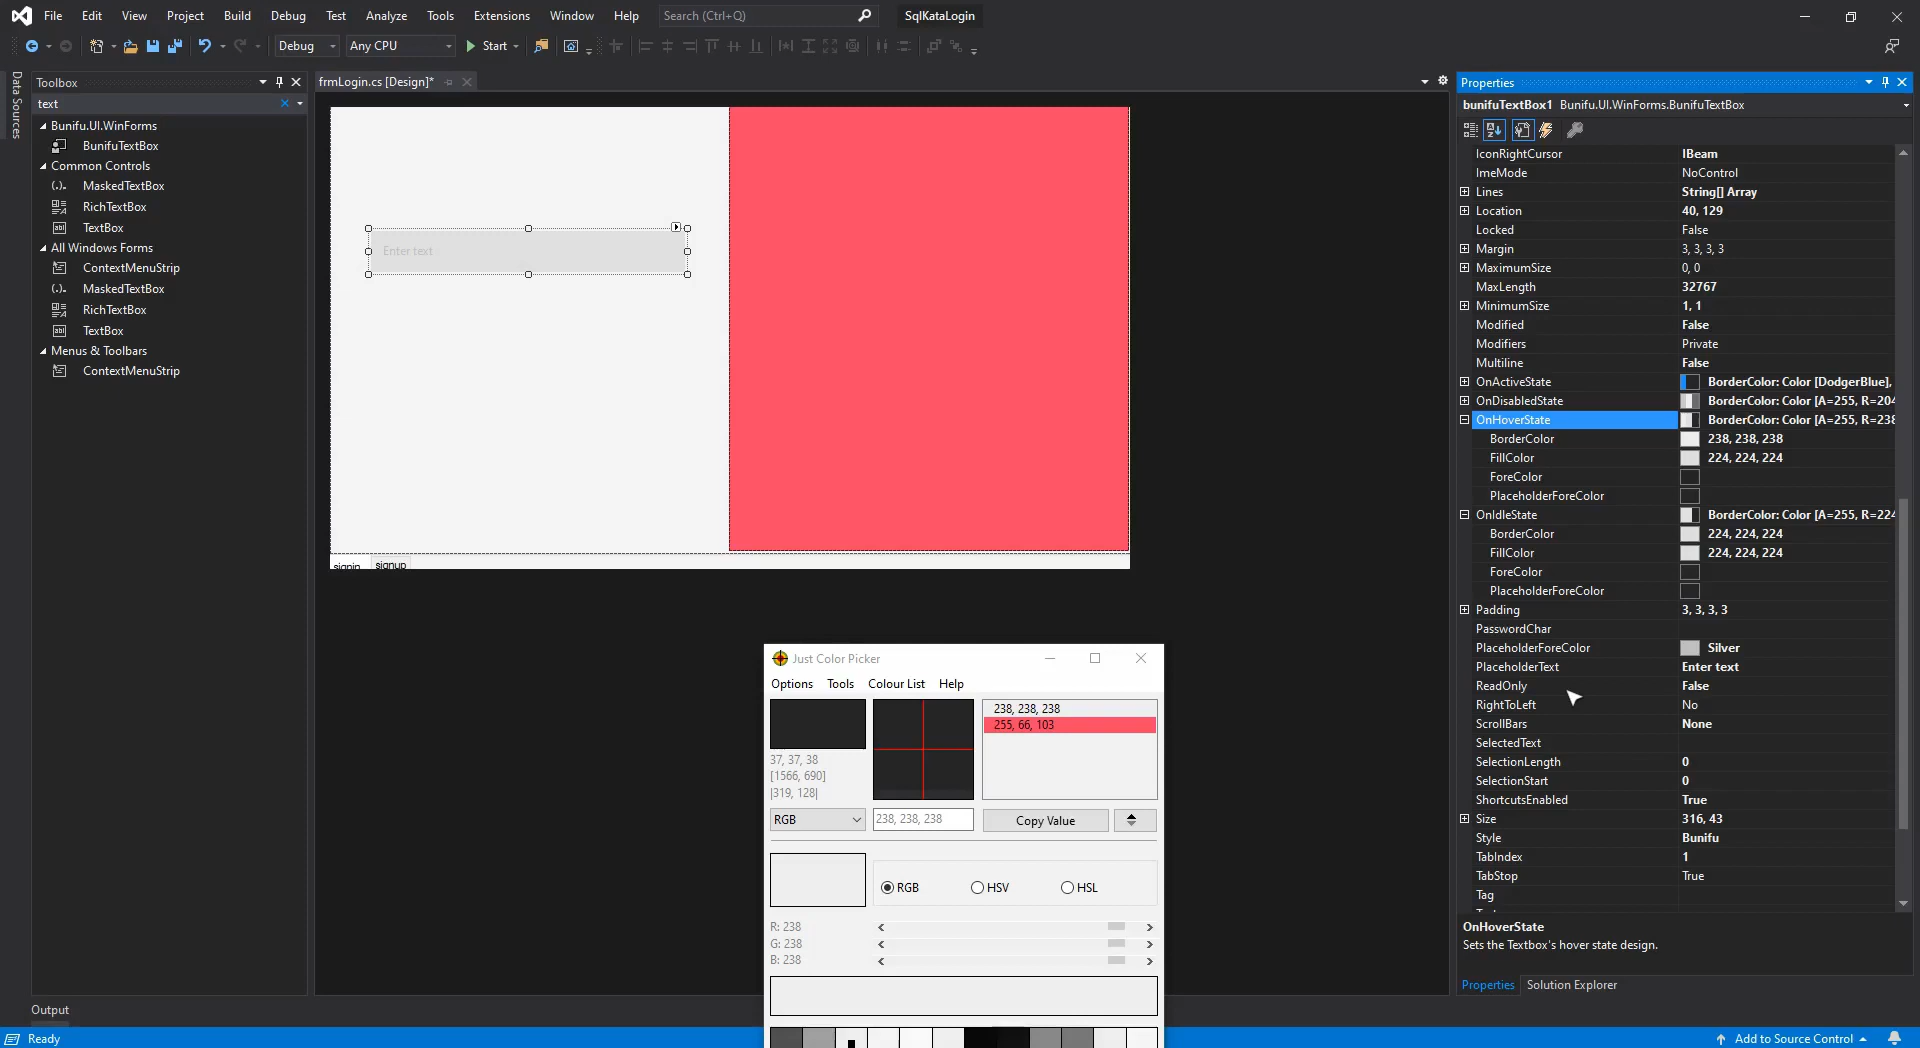 File Edit View Project Build Debug Test Analyze Tools Extensions Window Help Search (Ctrl+Q) SqlKataLogin
Debug Any CPU Start
Data Sources
Toolbox
text
Bunifu.UI.WinForms
BunifuTextBox
Common Controls
MaskedTextBox
RichTextBox
TextBox
All Windows Forms
ContextMenuStrip
MaskedTextBox
RichTextBox
TextBox
Menus & Toolbars
ContextMenuStrip
frmLogin.cs [Design]*
Enter text
signin signup
Just Color Picker
Options Tools Colour List Help
238, 238, 238
255, 66, 103
37, 37, 38
[1566, 690]
|319, 128|
RGB 238, 238, 238 Copy Value
RGB HSV HSL
R: 238
G: 238
B: 238
Properties
bunifuTextBox1 Bunifu.UI.WinForms.BunifuTextBox
IconRightCursor IBeam
ImeMode NoControl
Lines String[] Array
Location 40, 129
Locked False
Margin 3, 3, 3, 3
MaximumSize 0, 0
MaxLength 32767
MinimumSize 1, 1
Modified False
Modifiers Private
Multiline False
OnActiveState BorderColor: Color [DodgerBlue],
OnDisabledState BorderColor: Color [A=255, R=204
OnHoverState BorderColor: Color [A=255, R=238
BorderColor 238, 238, 238
FillColor 224, 224, 224
ForeColor
PlaceholderForeColor
OnIdleState BorderColor: Color [A=255, R=224
BorderColor 224, 224, 224
FillColor 224, 224, 224
ForeColor
PlaceholderForeColor
Padding 3, 3, 3, 3
PasswordChar
PlaceholderForeColor Silver
PlaceholderText Enter text
ReadOnly False
RightToLeft No
ScrollBars None
SelectedText
SelectionLength 0
SelectionStart 0
ShortcutsEnabled True
Size 316, 43
Style Bunifu
TabIndex 1
TabStop True
Tag
OnHoverState
Sets the Textbox's hover state design.
Properties Solution Explorer
Output
Ready Add to Source Control